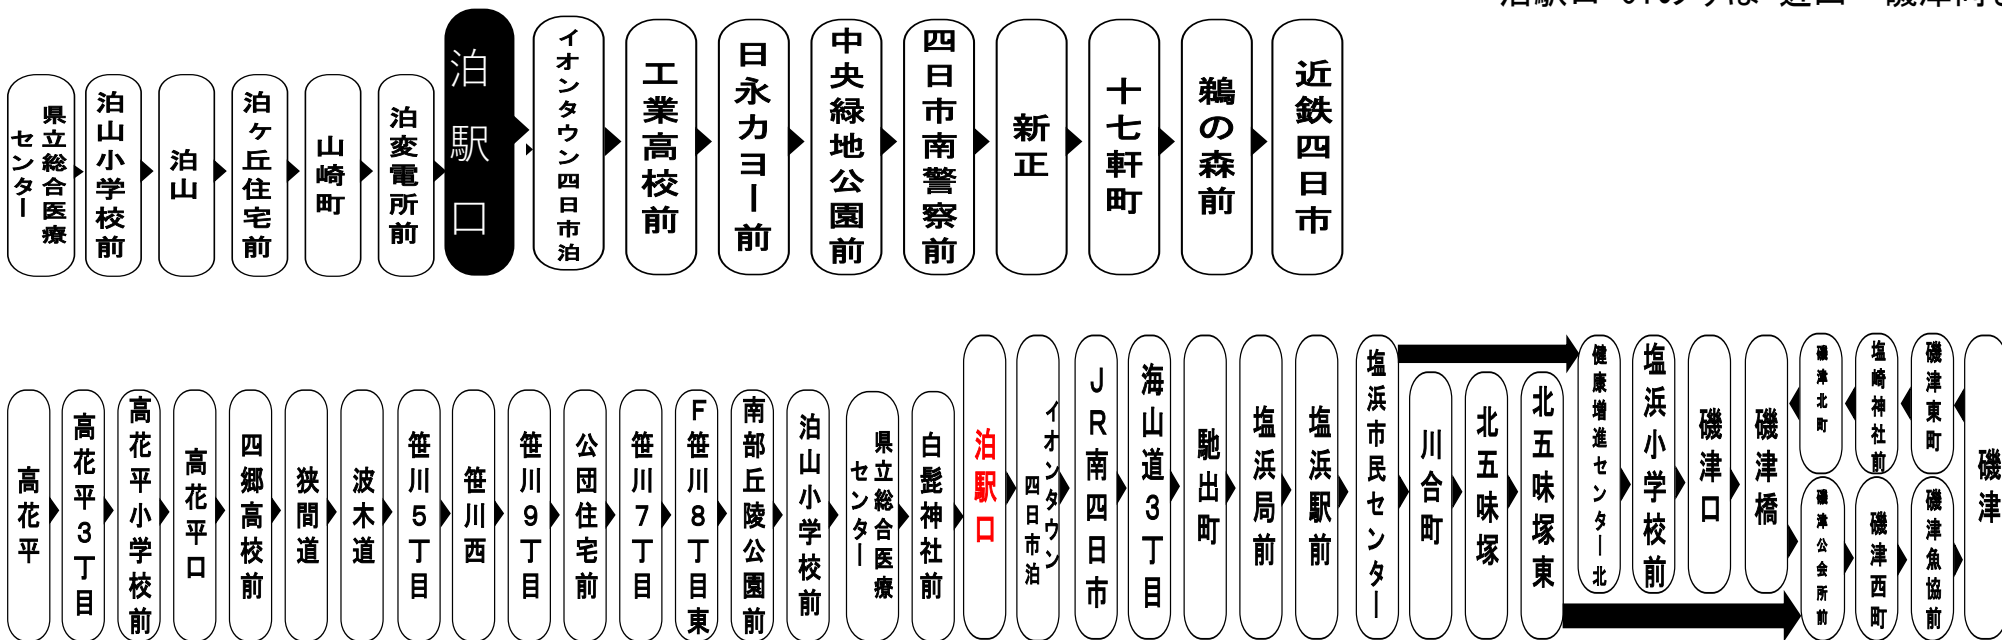 県立総合医療センター
泊山小学校前
泊山
泊ヶ丘住宅前
山崎町
泊変電所前
泊駅口
イオンタウン四日市泊
工業高校前
日永カヨー前
中央緑地公園前
四日市南警察前
新正
十七軒町
鵜の森前
近鉄四日市
高花平
高花平3丁目
高花平小学校前
高花平口
四郷高校前
狭間道
波木道
笹川5丁目
笹川西
笹川9丁目
公団住宅前
笹川7丁目
F笹川8丁目東
南部丘陵公園前
泊山小学校前
県立総合医療センター
白髭神社前
泊駅口
イオンタウン四日市泊
JR南四日市
海山道3丁目
馳出町
塩浜局前
塩浜駅前
塩浜市民センター
川合町
北五味塚
北五味塚東
健康増進センター北
塩浜小学校前
磯津口
磯津橋
磯津北町
塩崎神社前
磯津東町
磯津公会所前
磯津西町
磯津魚協前
磯津